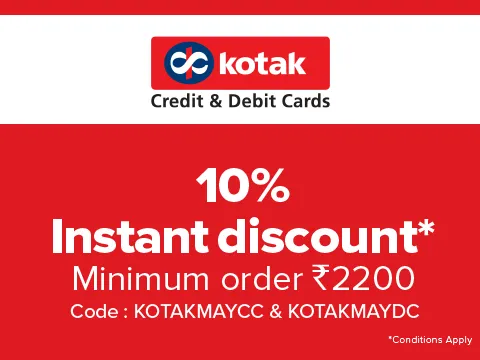 kotak
Credit & Debit Cards
10%
Instant discount*
Minimum order ₹2200
Code : KOTAKMAYCC & KOTAKMAYDC
*Conditions Apply